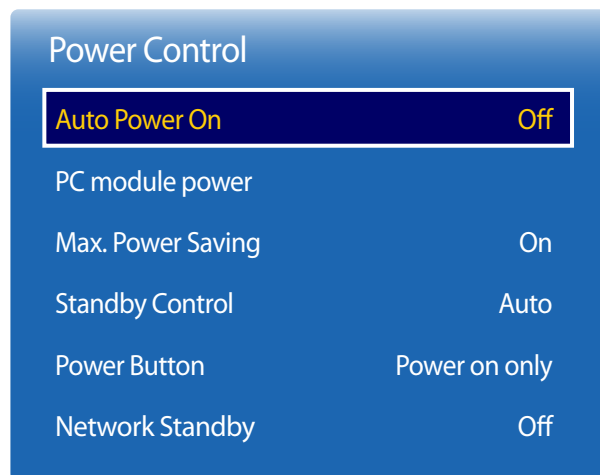 Power Control
Auto Power On Off
PC module power
Max. Power Saving On
Standby Control Auto
Power Button Power on only
Network Standby Off